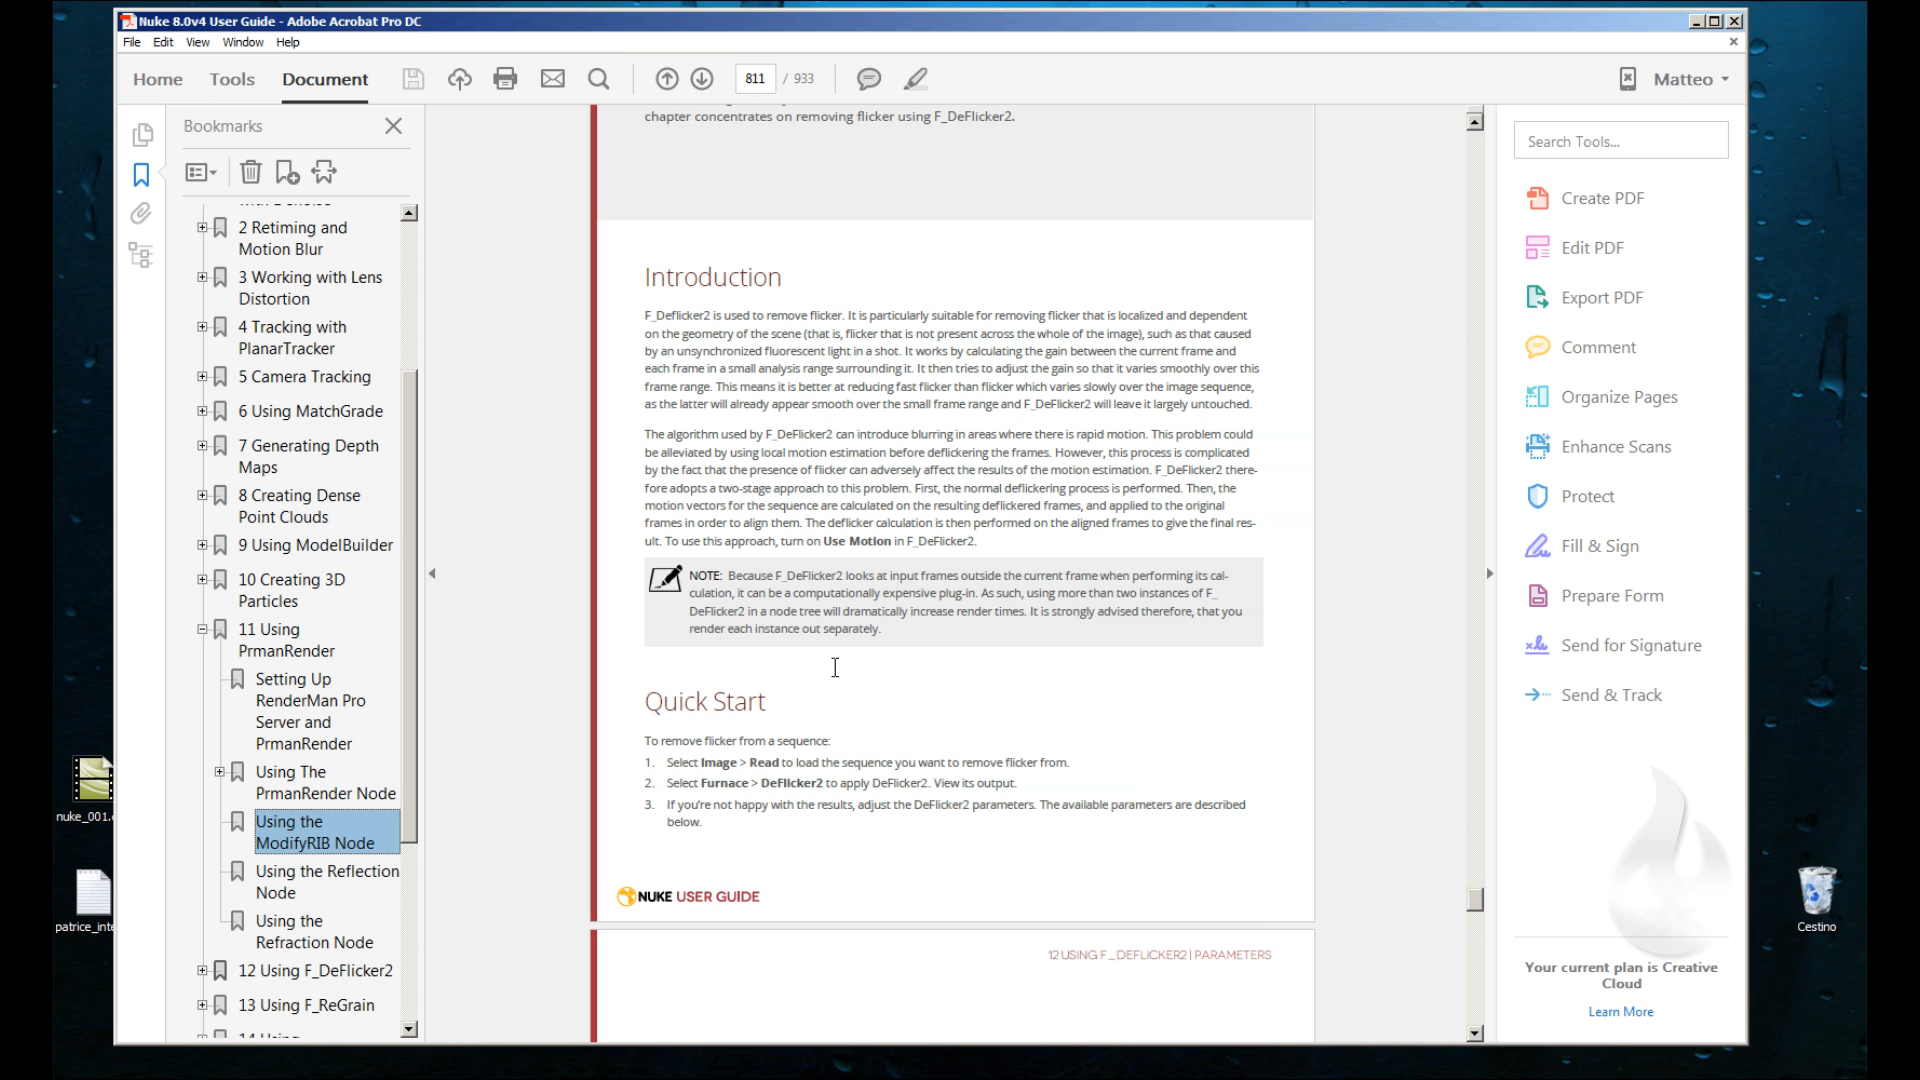 Nuke 8.0v4 User Guide - Adobe Acrobat Pro DC
File Edit View Window Help
Home Tools Document 811 / 933 Matteo
Bookmarks
2 Retiming and
Motion Blur
3 Working with Lens
Distortion
4 Tracking with
PlanarTracker
5 Camera Tracking
6 Using MatchGrade
7 Generating Depth
Maps
8 Creating Dense
Point Clouds
9 Using ModelBuilder
10 Creating 3D
Particles
11 Using
PrmanRender
Setting Up
RenderMan Pro
Server and
PrmanRender
Using The
PrmanRender Node
Using the
ModifyRIB Node
Using the Reflection
Node
Using the
Refraction Node
12 Using F_DeFlicker2
13 Using F_ReGrain
14 Using
chapter concentrates on removing flicker using F_DeFlicker2.
Introduction
F_Deflicker2 is used to remove flicker. It is particularly suitable for removing flicker that is localized and dependent
on the geometry of the scene (that is, flicker that is not present across the whole of the image), such as that caused
by an unsynchronized fluorescent light in a shot. It works by calculating the gain between the current frame and
each frame in a small analysis range surrounding it. It then tries to adjust the gain so that it varies smoothly over this
frame range. This means it is better at reducing fast flicker than flicker which varies slowly over the image sequence,
as the latter will already appear smooth over the small frame range and F_DeFlicker2 will leave it largely untouched.
The algorithm used by F_DeFlicker2 can introduce blurring in areas where there is rapid motion. This problem could
be alleviated by using local motion estimation before deflickering the frames. However, this process is complicated
by the fact that the presence of flicker can adversely affect the results of the motion estimation. F_DeFlicker2 there-
fore adopts a two-stage approach to this problem. First, the normal deflickering process is performed. Then, the
motion vectors for the sequence are calculated on the resulting deflickered frames, and applied to the original
frames in order to align them. The deflicker calculation is then performed on the aligned frames to give the final res-
ult. To use this approach, turn on Use Motion in F_DeFlicker2.
NOTE: Because F_DeFlicker2 looks at input frames outside the current frame when performing its cal-
culation, it can be a computationally expensive plug-in. As such, using more than two instances of F_
DeFlicker2 in a node tree will dramatically increase render times. It is strongly advised therefore, that you
render each instance out separately.
Quick Start
To remove flicker from a sequence:
1. Select Image > Read to load the sequence you want to remove flicker from.
2. Select Furnace > DeFlicker2 to apply DeFlicker2. View its output.
3. If you're not happy with the results, adjust the DeFlicker2 parameters. The available parameters are described
below.
NUKE USER GUIDE
12 USING F_DEFLICKER2 | PARAMETERS
Search Tools...
Create PDF
Edit PDF
Export PDF
Comment
Organize Pages
Enhance Scans
Protect
Fill & Sign
Prepare Form
Send for Signature
Send & Track
Your current plan is Creative
Cloud
Learn More
nuke_001.
patrice_inte
Cestino